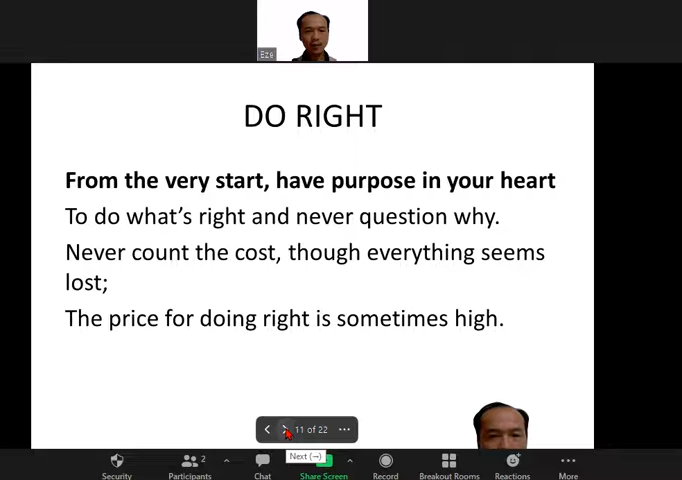 Eze
DO RIGHT
From the very start, have purpose in your heart
To do what's right and never question why.
Never count the cost, though everything seems
lost;
The price for doing right is sometimes high.
11 of 22
Next (→)
Security
Participants
2
Chat
Share Screen
Record
Breakout Rooms
Reactions
More